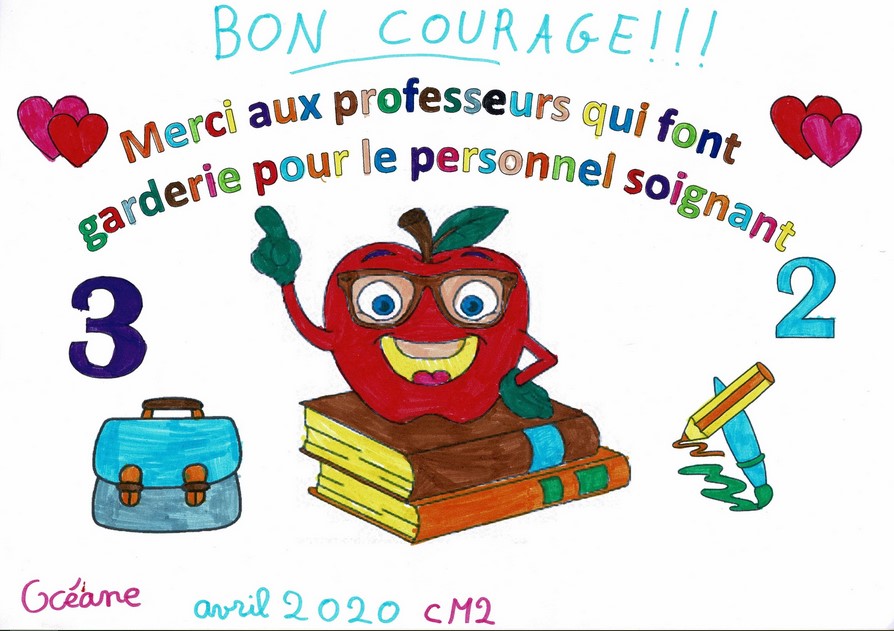 BON COURAGE!!!
Merci aux professeurs qui font
garderie pour le personnel soignant
3
2
Océane
avril 2020 CM2